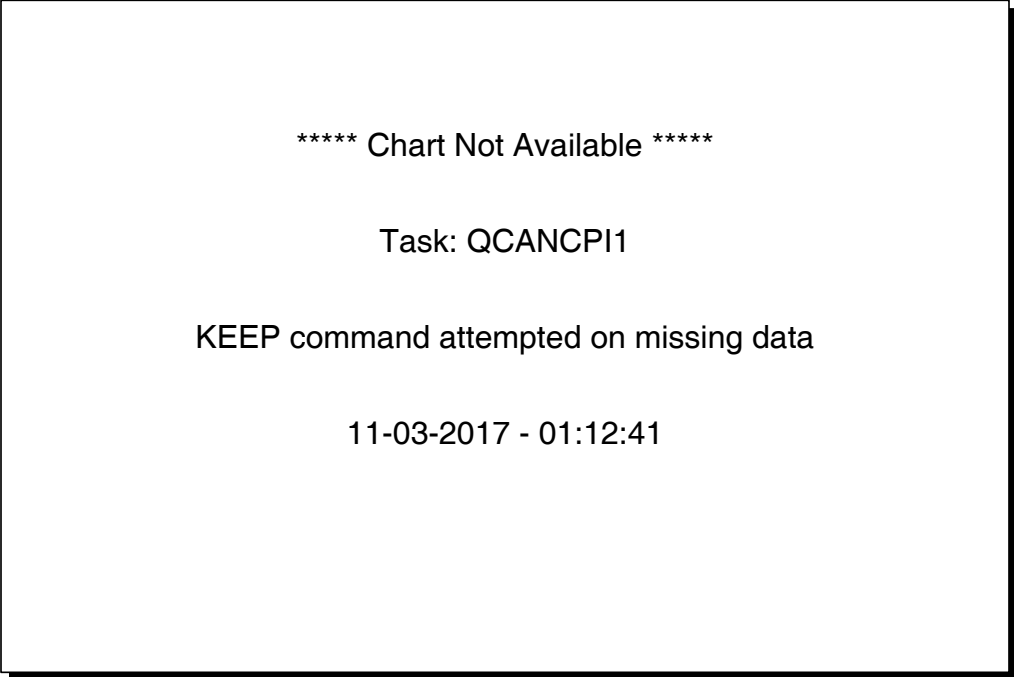 ***** Chart Not Available *****
Task: QCANCPI1
KEEP command attempted on missing data
11-03-2017 - 01:12:41